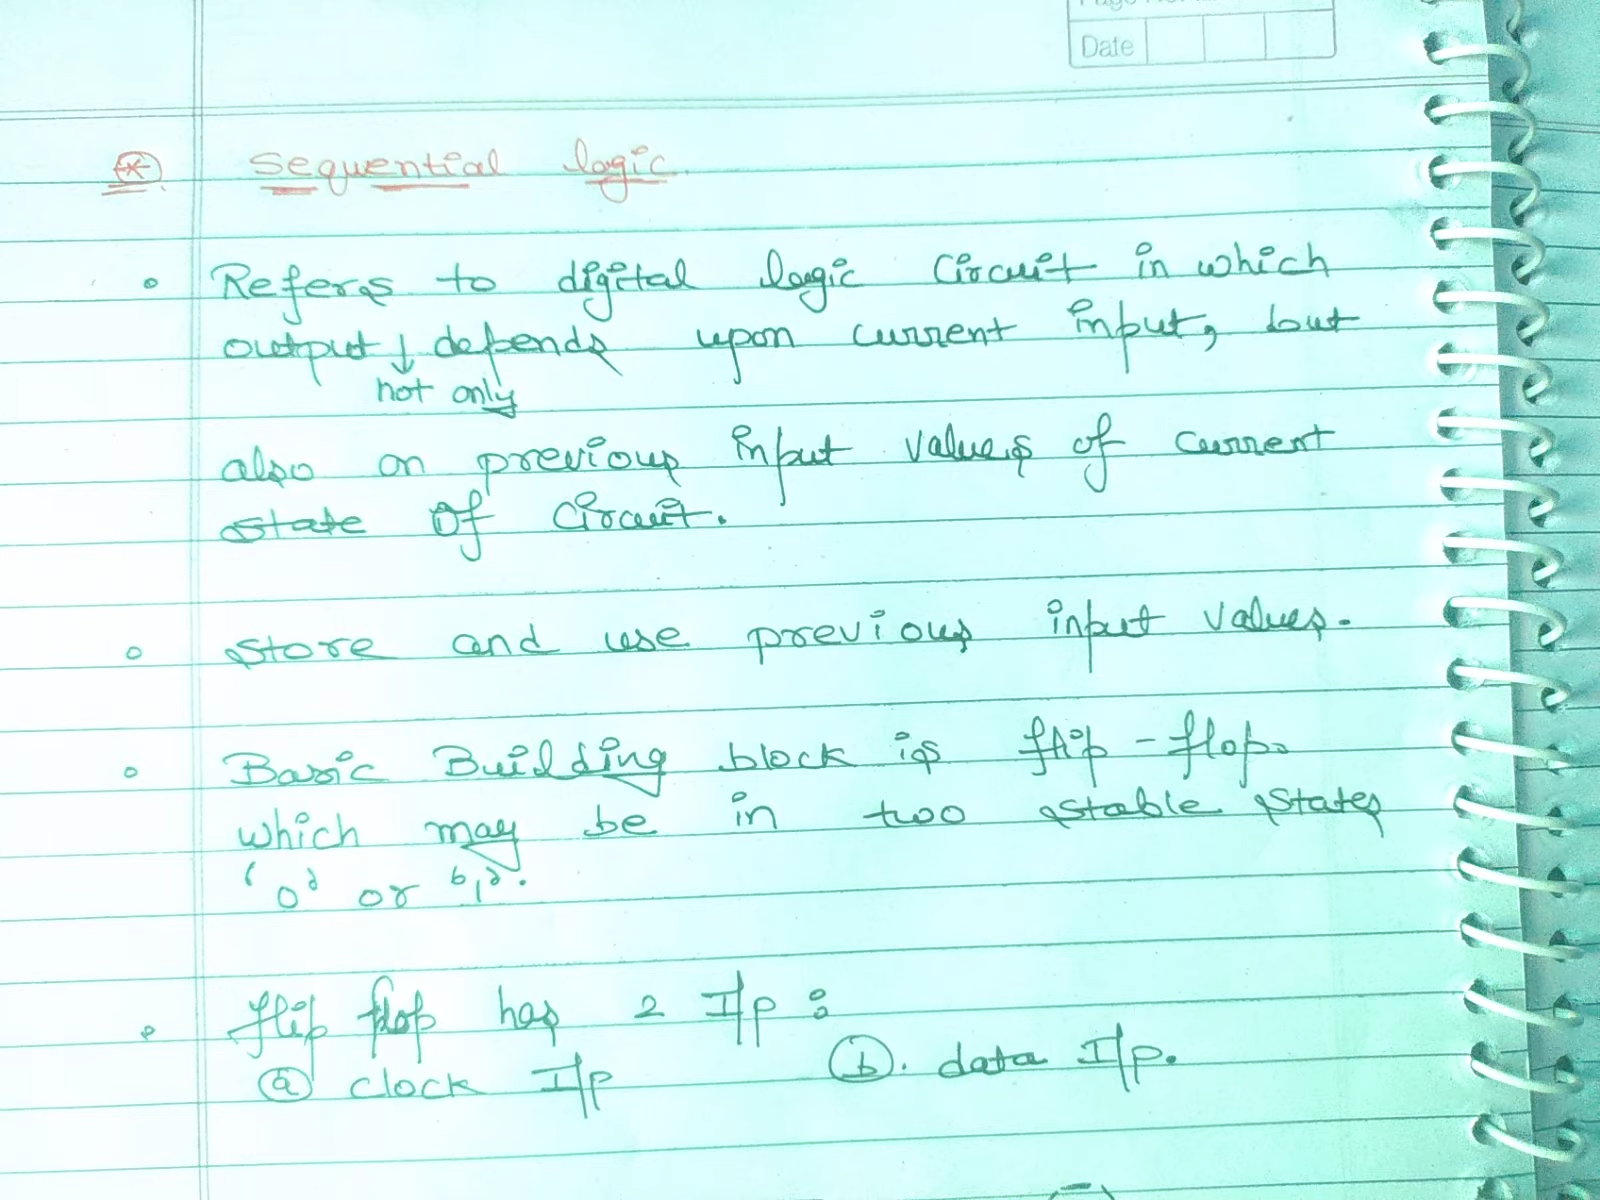 Date
* Sequential logic.
• Refers to digital logic circuit in which
output ↓ depends upon current input, but
not only
also on previous input values of current
state of circuit.
• store and use previous input values.
• Basic Building block is flip-flop.
which may be in two stable states
'0' or '1'.
• flip flop has 2 I/p :
(a) clock I/p (b). data I/p.